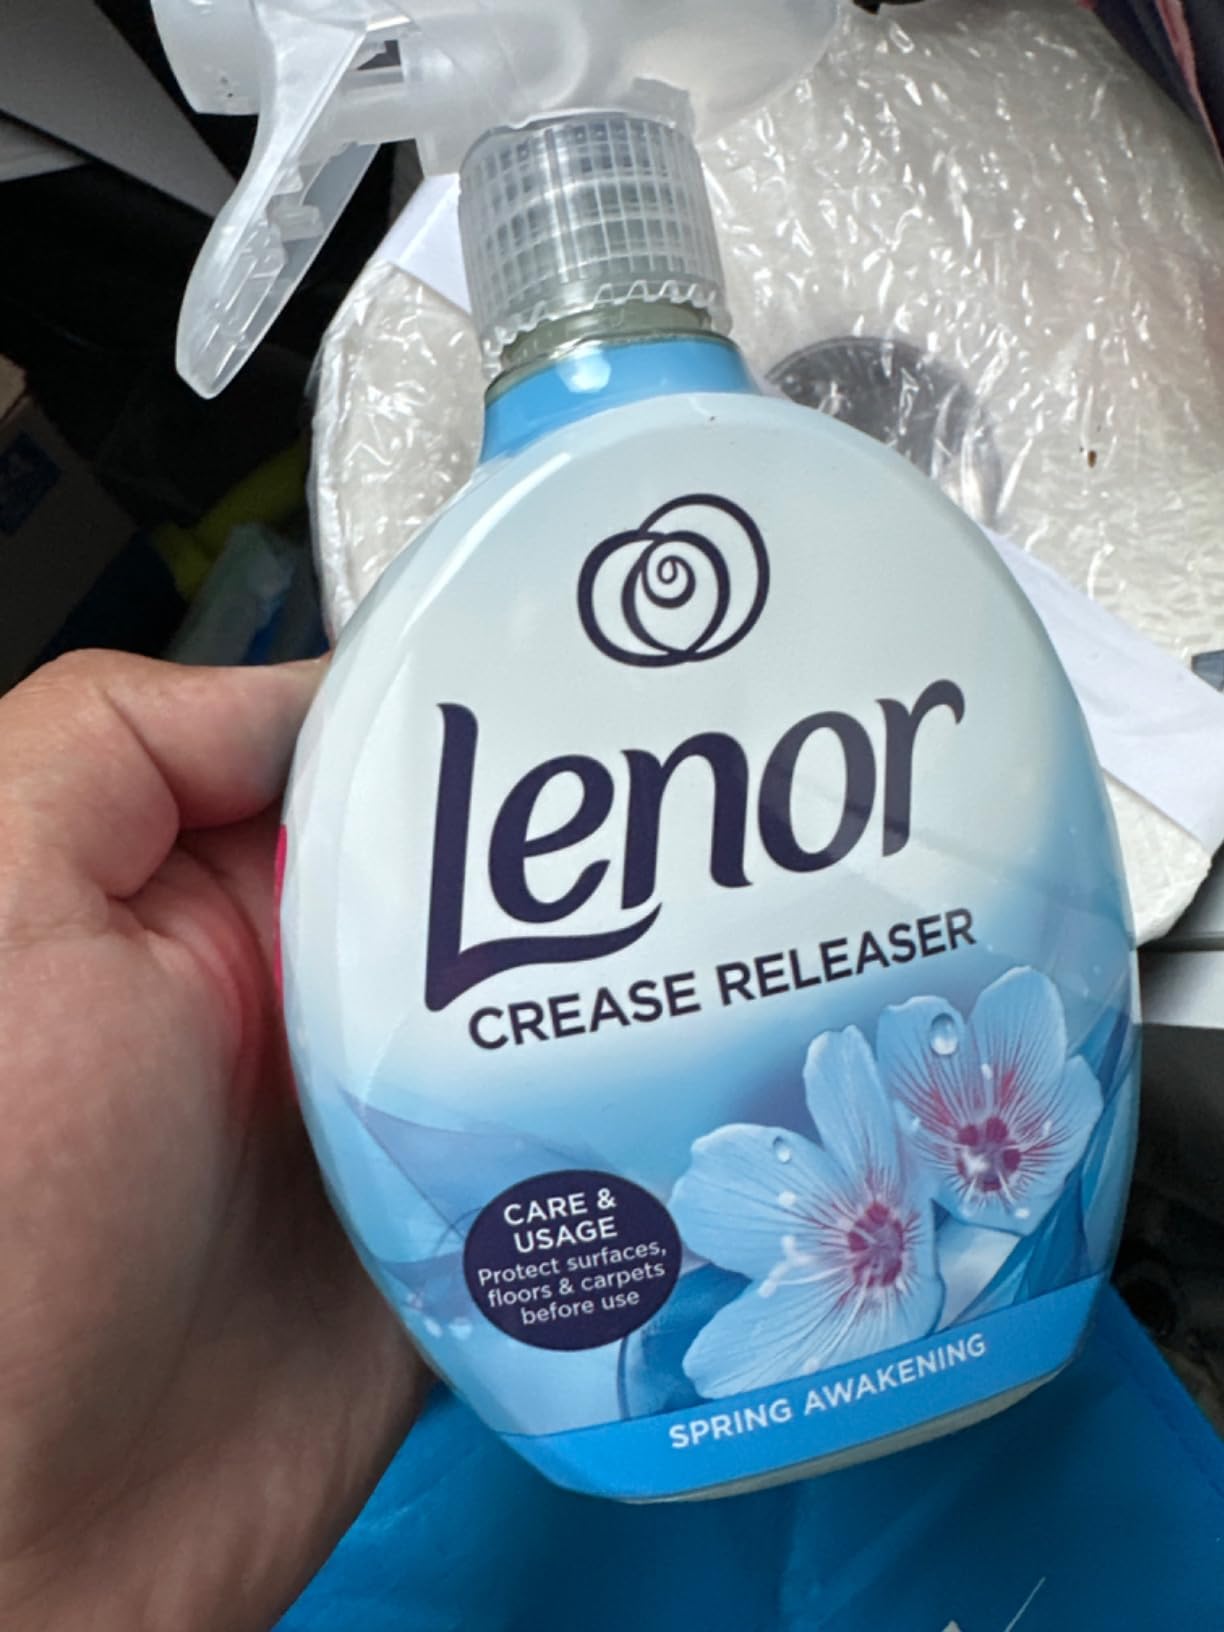 Lenor
CREASE RELEASER
CARE &
USAGE
Protect surfaces,
floors & carpets
before use
SPRING AWAKENING